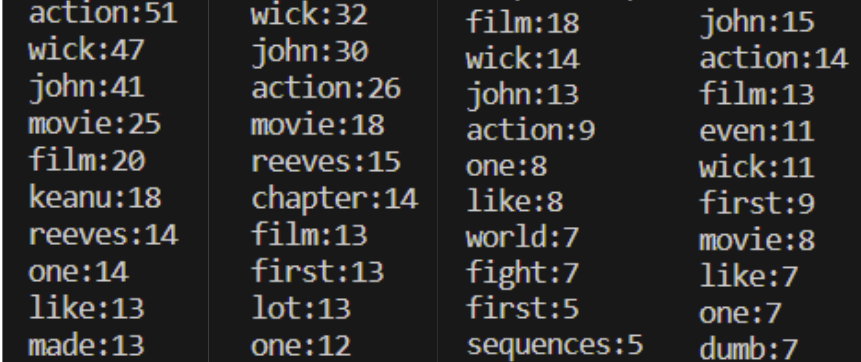 action:51
wick:47
john:41
movie:25
film:20
keanu:18
reeves:14
one:14
like:13
made:13
wick:32
john:30
action:26
movie:18
reeves:15
chapter:14
film:13
first:13
lot:13
one:12
film:18
wick:14
john:13
action:9
one:8
like:8
world:7
fight:7
first:5
sequences:5
john:15
action:14
film:13
even:11
wick:11
first:9
movie:8
like:7
one:7
dumb:7